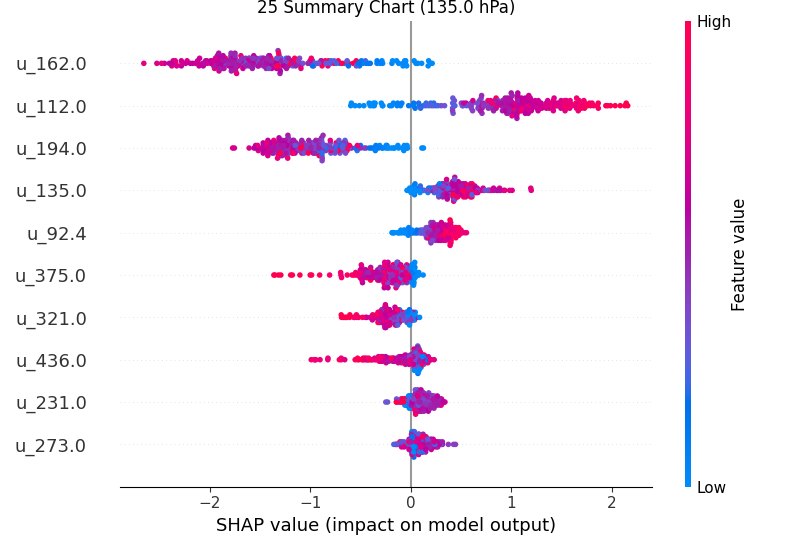 25 Summary Chart (135.0 hPa)
High
u_162.0
u_112.0
u_194.0
u_135.0
u_92.4
u_375.0
u_321.0
u_436.0
u_231.0
u_273.0
Feature value
Low
−2
−1
0
1
2
SHAP value (impact on model output)